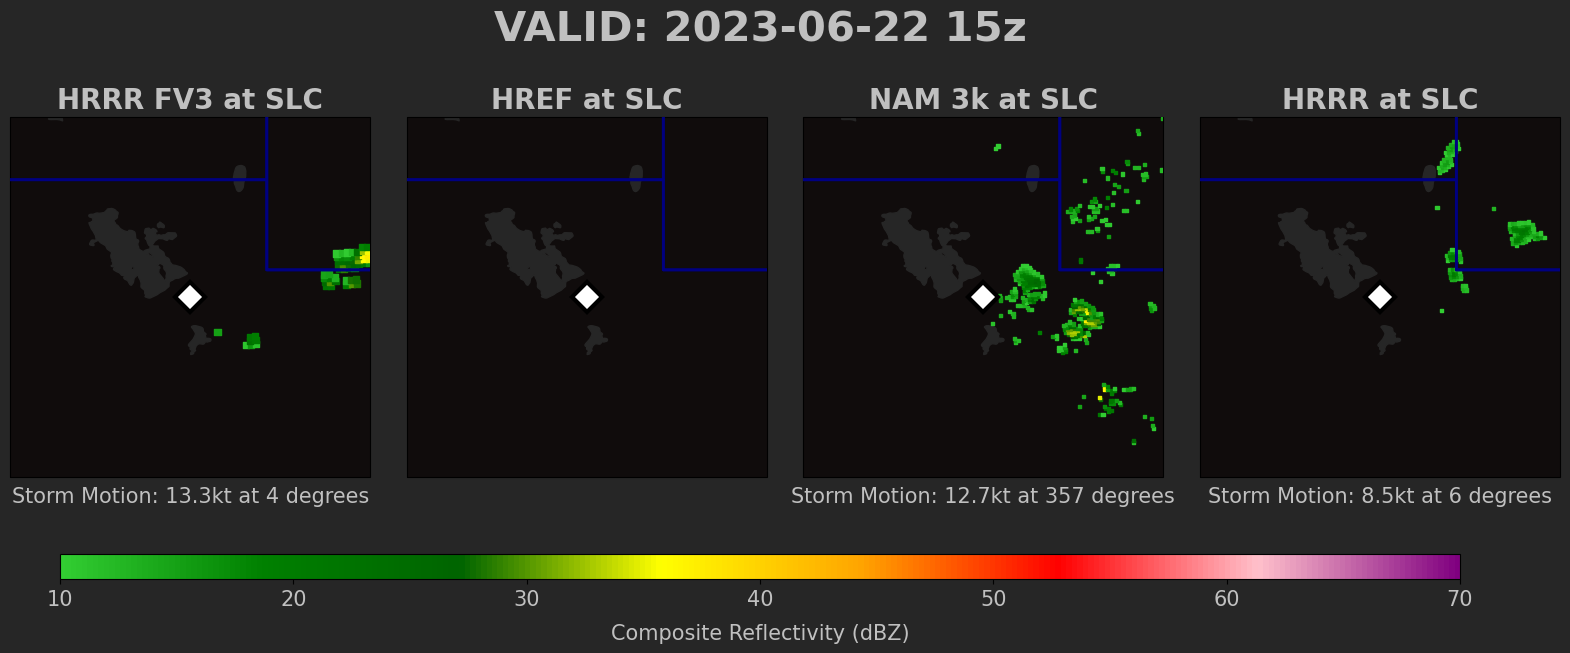 VALID: 2023-06-22 15z
HRRR FV3 at SLC
HREF at SLC
NAM 3k at SLC
HRRR at SLC
Storm Motion: 13.3kt at 4 degrees
Storm Motion: 12.7kt at 357 degrees
Storm Motion: 8.5kt at 6 degrees
10 20 30 40 50 60 70
Composite Reflectivity (dBZ)